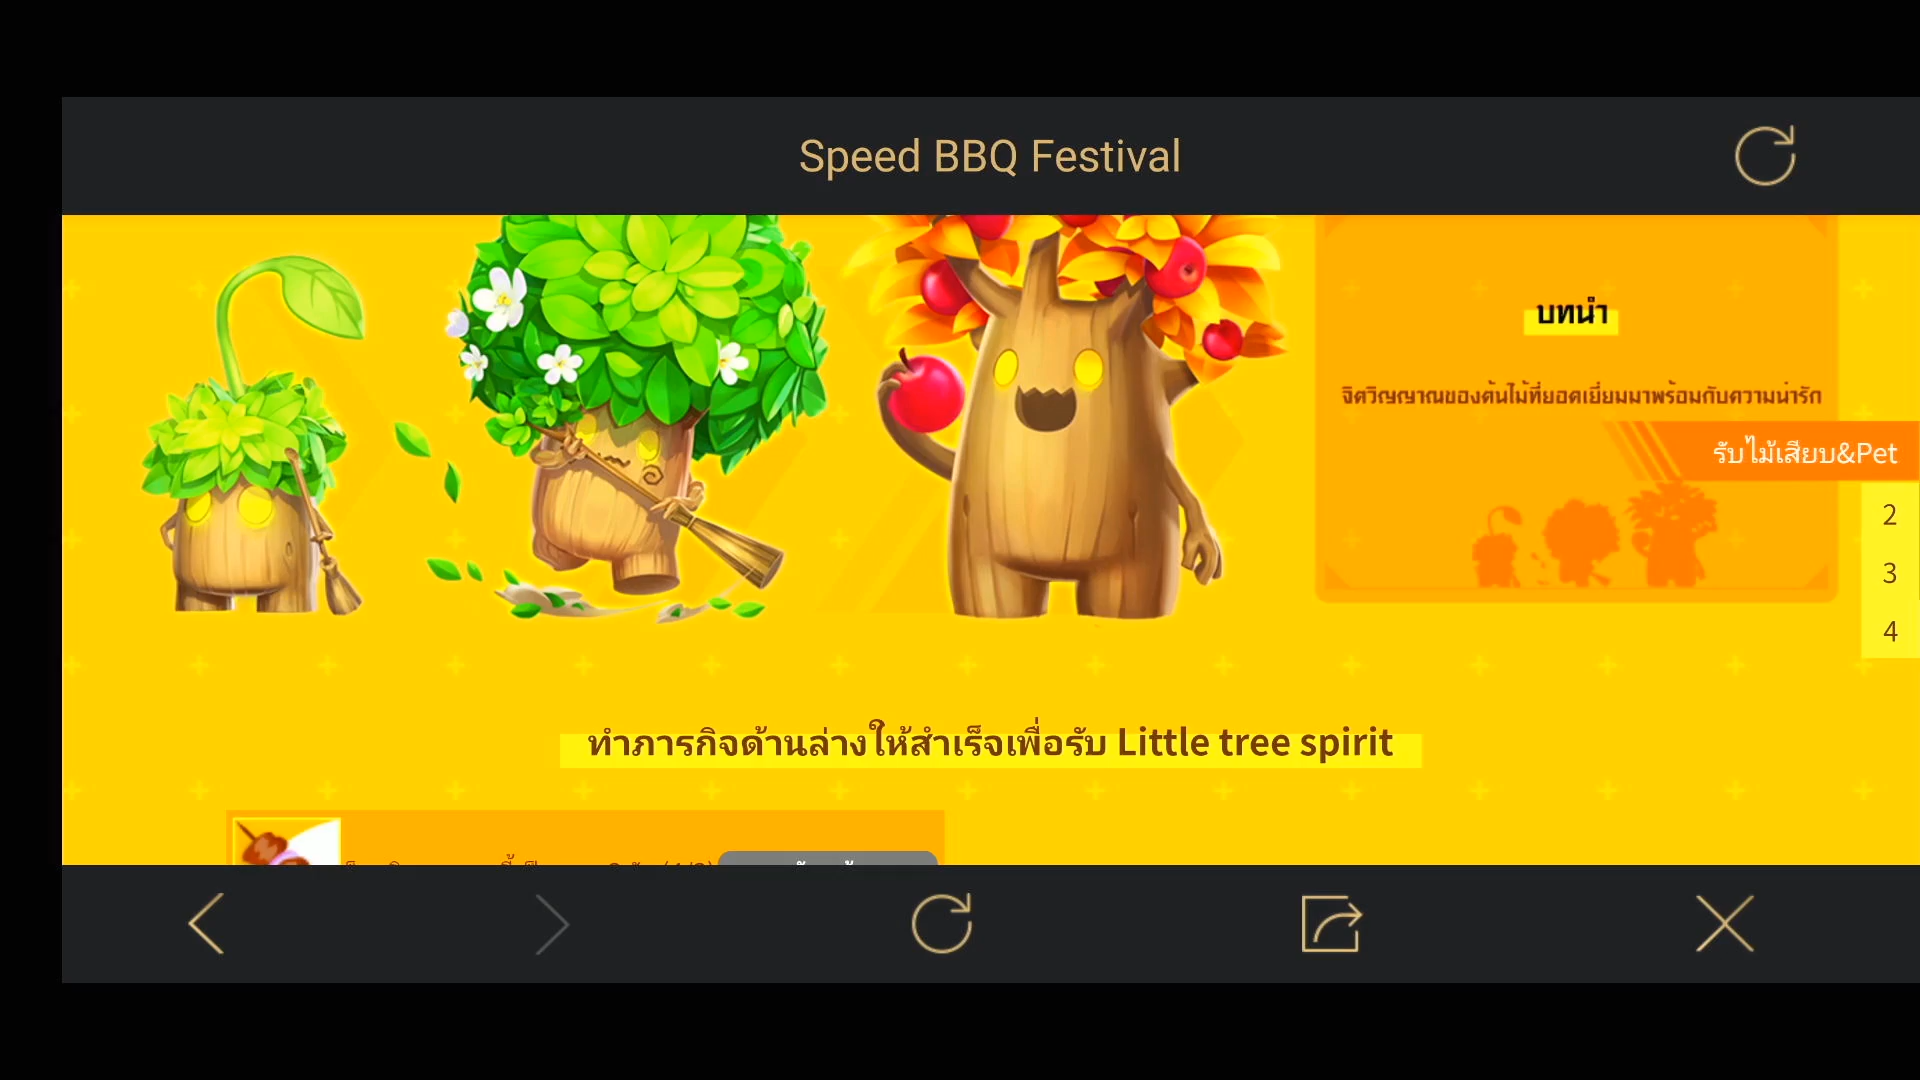 Speed BBQ Festival
บทนำ
จิตวิญญาณของต้นไม้ที่ยอดเยี่ยมมาพร้อมกับความน่ารัก
รับไม้เสียบ&Pet
2
3
4
ทำภารกิจด้านล่างให้สำเร็จเพื่อรับ Little tree spirit